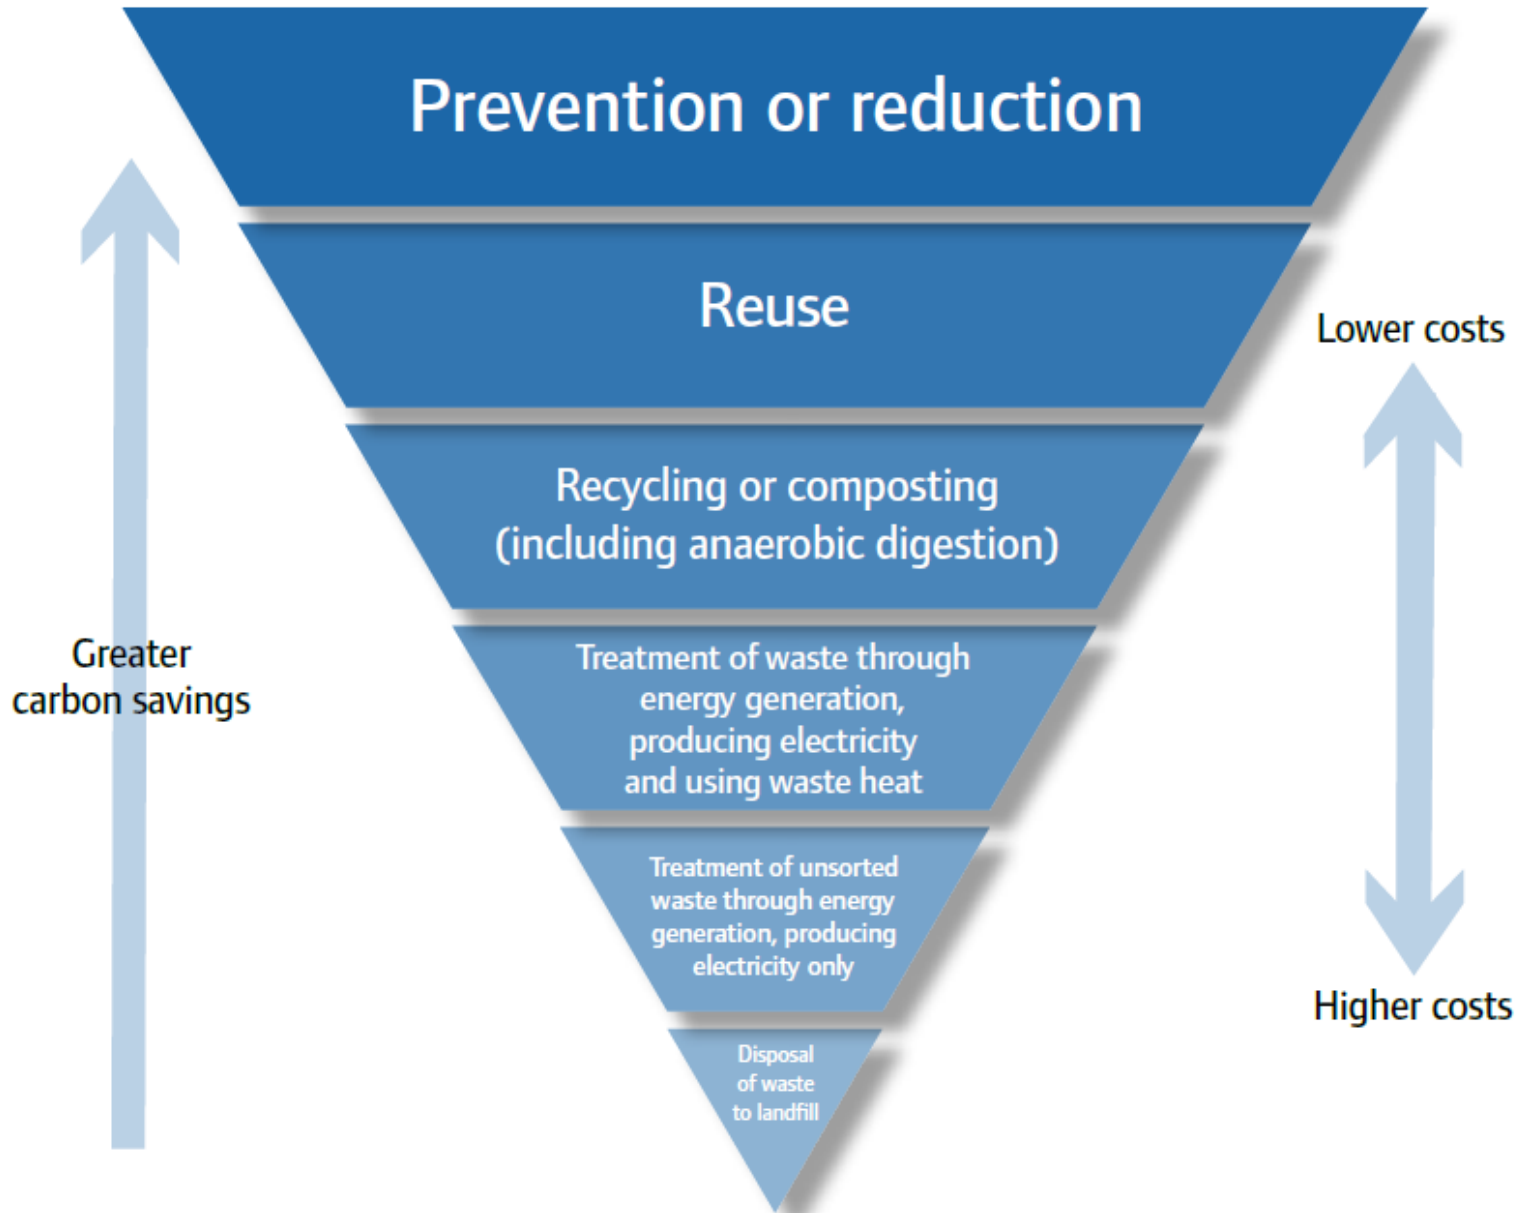 Prevention or reduction
Reuse
Lower costs
Recycling or composting
(including anaerobic digestion)
Greater
carbon savings
Treatment of waste through
energy generation,
producing electricity
and using waste heat
Treatment of unsorted
waste through energy
generation, producing
electricity only
Higher costs
Disposal
of waste
to landfill